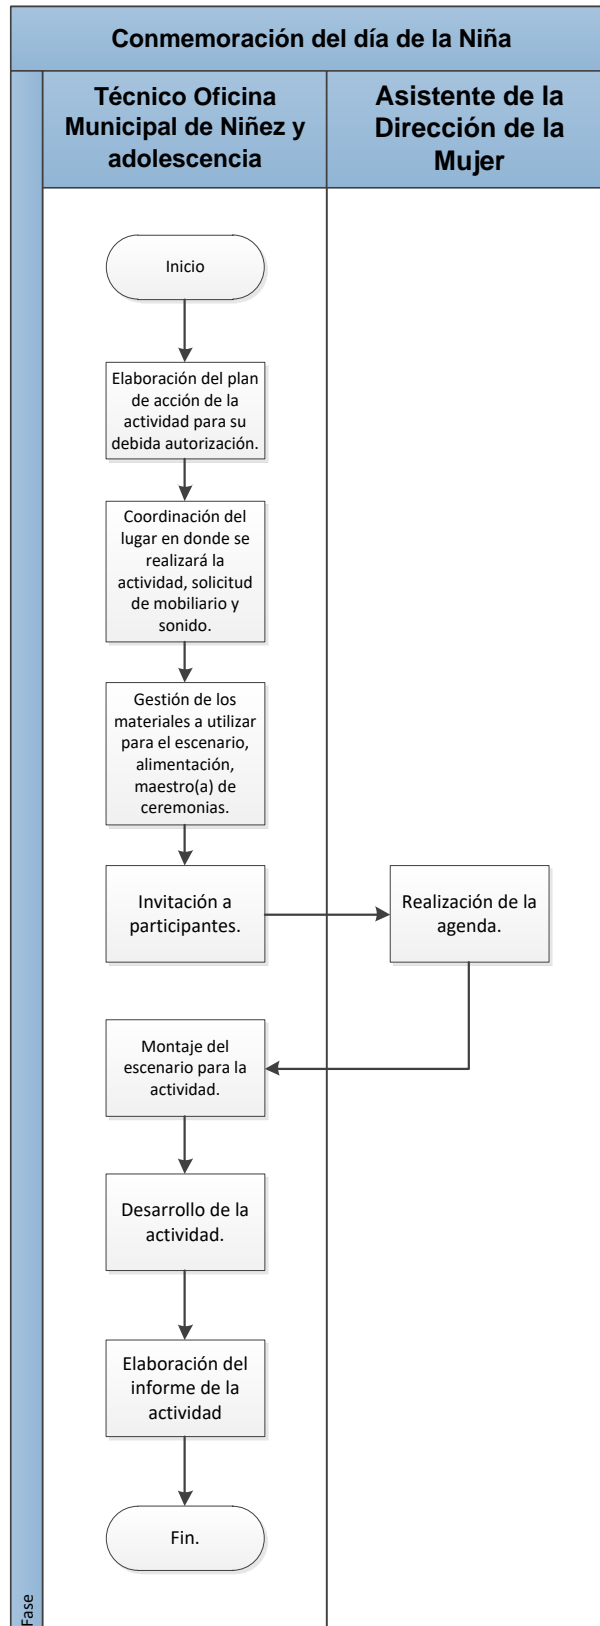 Conmemoración del día de la Niña
Técnico Oficina
Municipal de Niñez y
adolescencia
Asistente de la
Dirección de la
Mujer
Inicio
Elaboración del plan
de acción de la
actividad para su
debida autorización.
Coordinación del
lugar en donde se
realizará la
actividad, solicitud
de mobiliario y
sonido.
Gestión de los
materiales a utilizar
para el escenario,
alimentación,
maestro(a) de
ceremonias.
Invitación a
participantes.
Realización de la
agenda.
Montaje del
escenario para la
actividad.
Desarrollo de la
actividad.
Elaboración del
informe de la
actividad
Fin.
Fase